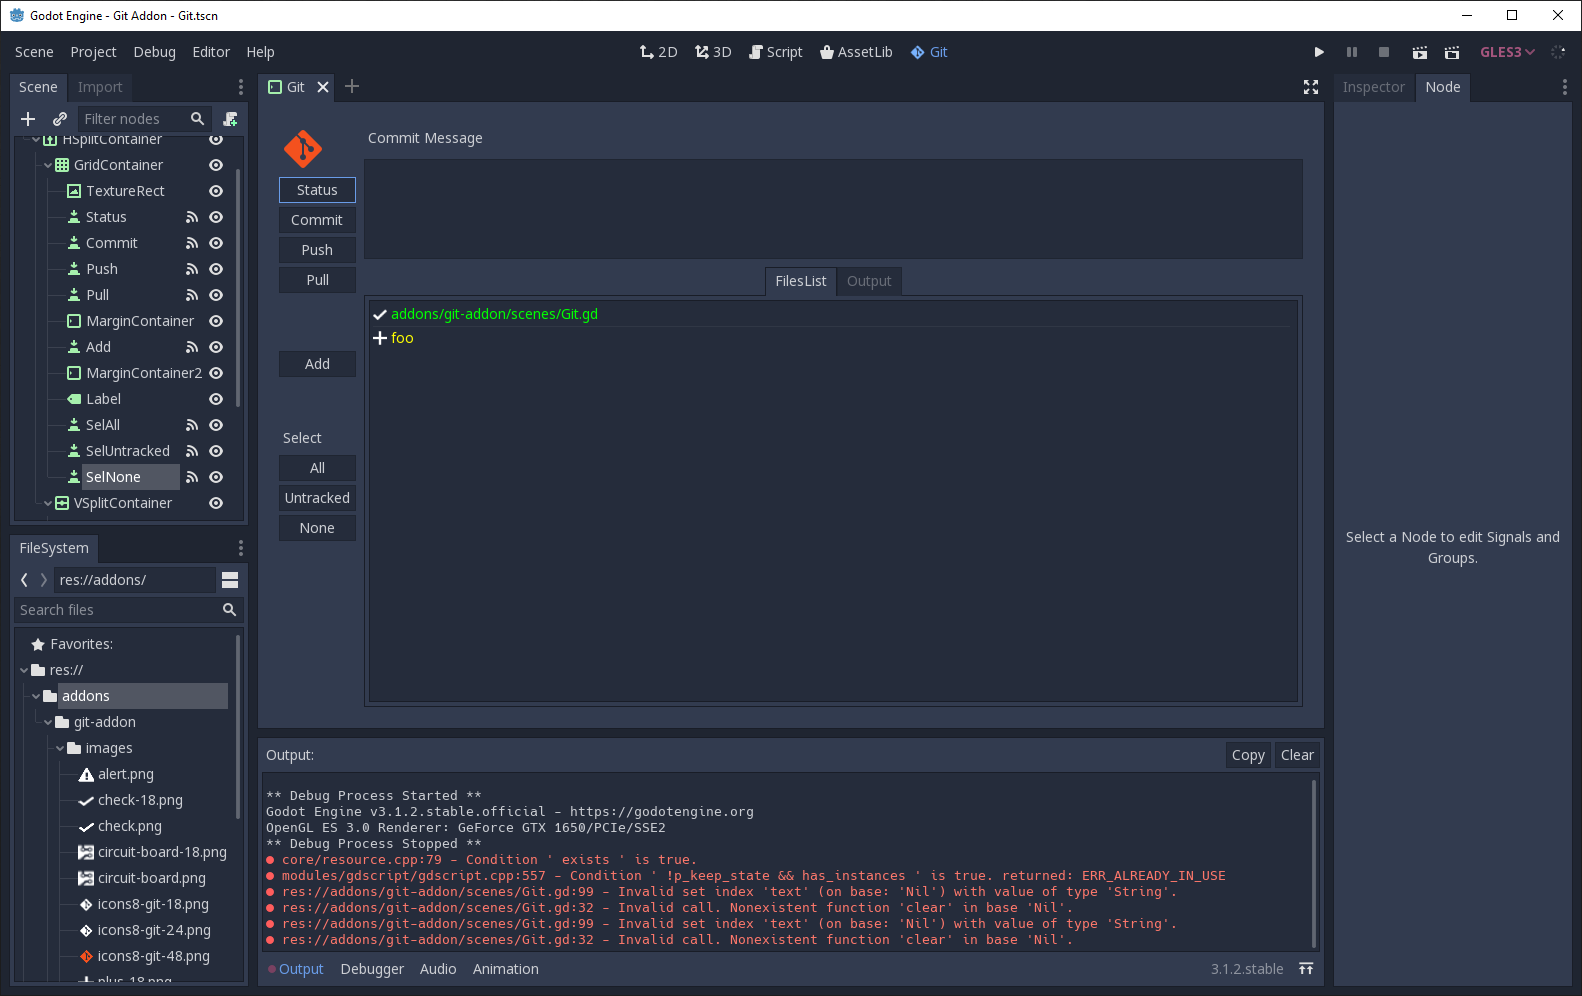 Godot Engine - Git Addon - Git.tscn
Scene Project Debug Editor Help
2D 3D Script AssetLib Git
GLES3
Scene Import
Filter nodes
HSplitContainer
GridContainer
TextureRect
Status
Commit
Push
Pull
MarginContainer
Add
MarginContainer2
Label
SelAll
SelUntracked
SelNone
VSplitContainer
FileSystem
res://addons/
Search files
Favorites:
res://
addons
git-addon
images
alert.png
check-18.png
check.png
circuit-board-18.png
circuit-board.png
icons8-git-18.png
icons8-git-24.png
icons8-git-48.png
plus-18.png
Git
Commit Message
Status
Commit
Push
Pull
Add
Select
All
Untracked
None
FilesList Output
addons/git-addon/scenes/Git.gd
foo
Output:
Copy Clear
** Debug Process Started **
Godot Engine v3.1.2.stable.official - https://godotengine.org
OpenGL ES 3.0 Renderer: GeForce GTX 1650/PCIe/SSE2
** Debug Process Stopped **
core/resource.cpp:79 - Condition ' exists ' is true.
modules/gdscript/gdscript.cpp:557 - Condition ' !p_keep_state && has_instances ' is true. returned: ERR_ALREADY_IN_USE
res://addons/git-addon/scenes/Git.gd:99 - Invalid set index 'text' (on base: 'Nil') with value of type 'String'.
res://addons/git-addon/scenes/Git.gd:32 - Invalid call. Nonexistent function 'clear' in base 'Nil'.
res://addons/git-addon/scenes/Git.gd:99 - Invalid set index 'text' (on base: 'Nil') with value of type 'String'.
res://addons/git-addon/scenes/Git.gd:32 - Invalid call. Nonexistent function 'clear' in base 'Nil'.
Output Debugger Audio Animation
3.1.2.stable
Inspector Node
Select a Node to edit Signals and
Groups.